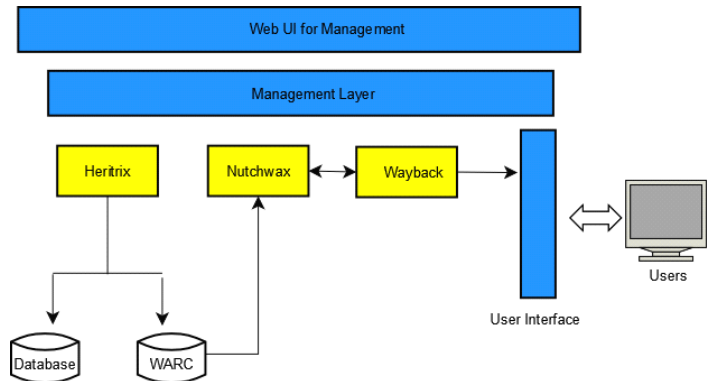 Web UI for Management
Management Layer
Heritrix
Nutchwax
Wayback
Users
User Interface
Database
WARC